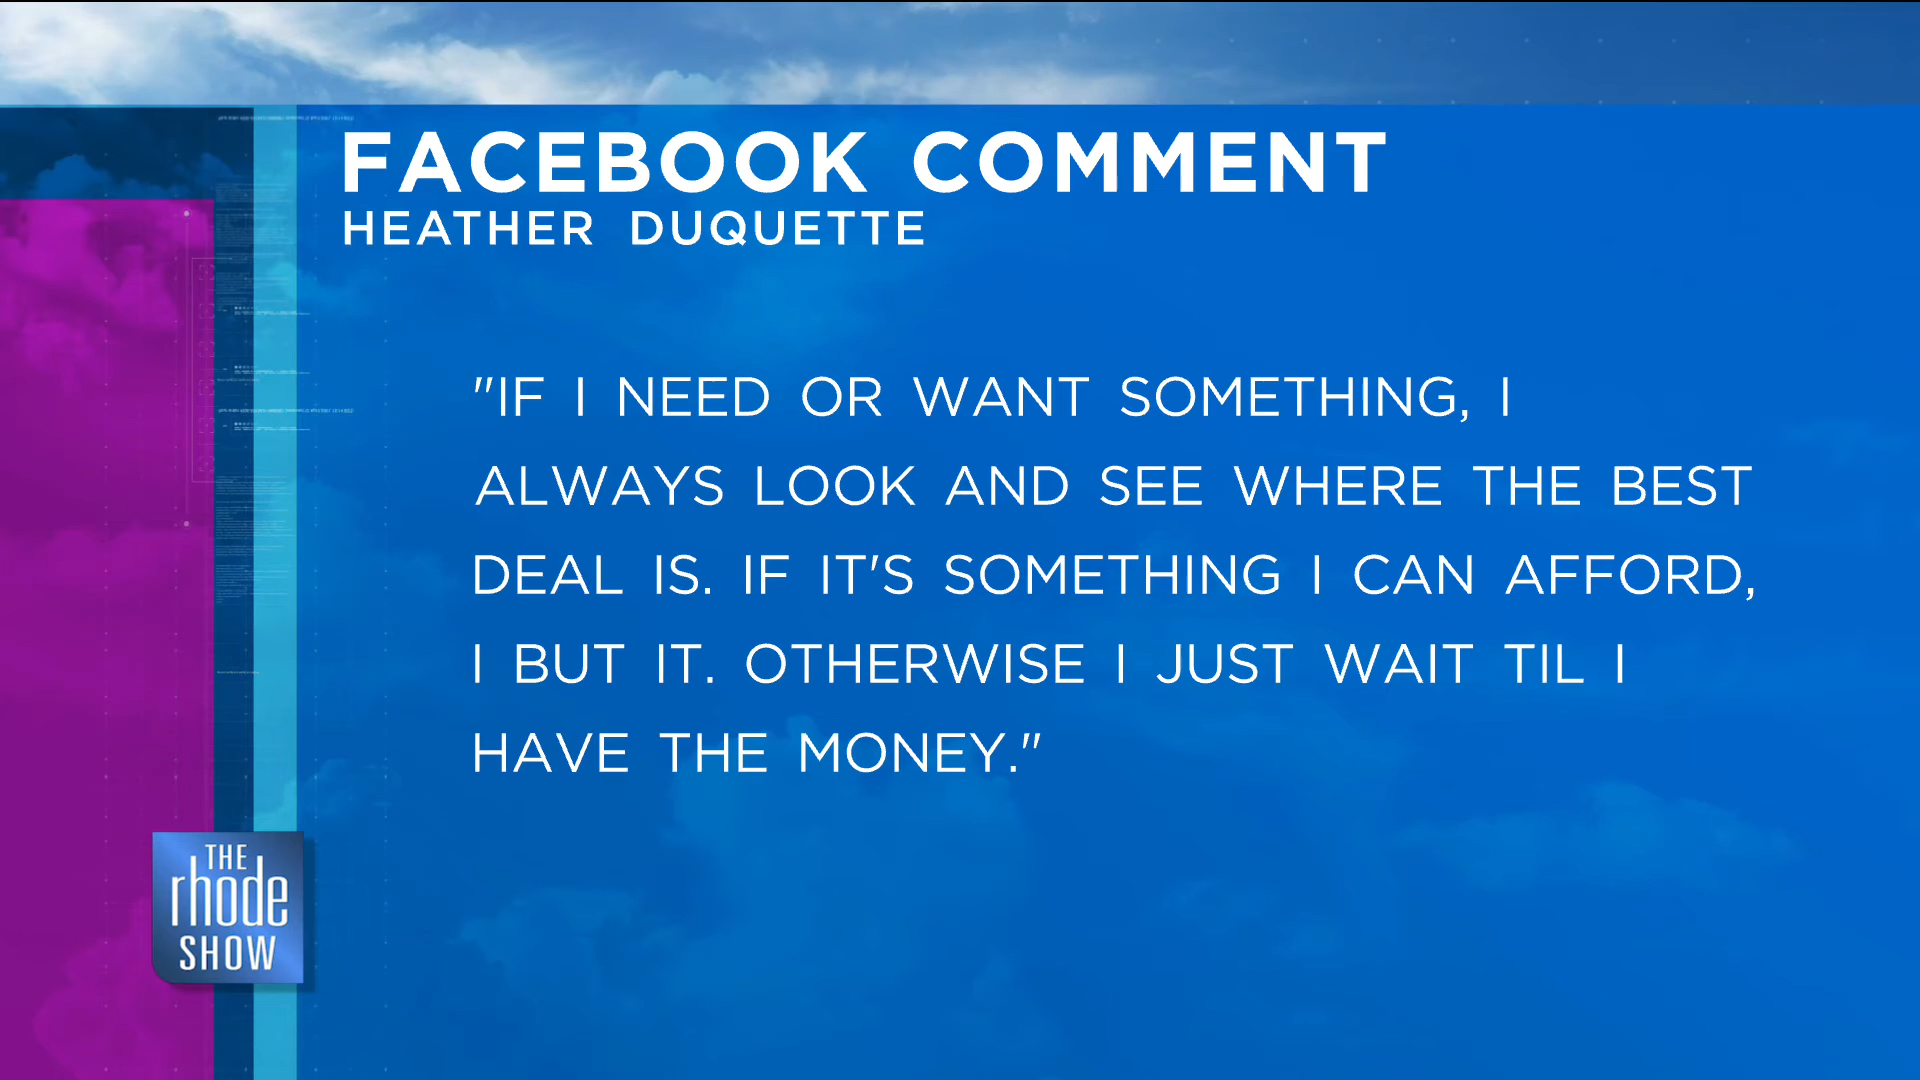 FACEBOOK COMMENT
HEATHER DUQUETTE
"IF I NEED OR WANT SOMETHING, I
ALWAYS LOOK AND SEE WHERE THE BEST
DEAL IS. IF IT'S SOMETHING I CAN AFFORD,
I BUT IT. OTHERWISE I JUST WAIT TIL I
HAVE THE MONEY."
THE
rhode
SHOW